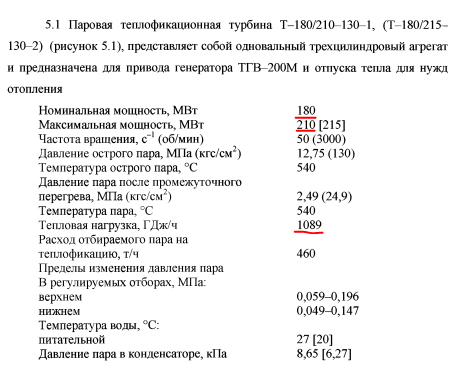 5.1 Паровая теплофикационная турбина Т–180/210–130–1, (Т–180/215–
130–2) (рисунок 5.1), представляет собой одновальный трехцилиндровый агрегат
и предназначена для привода генератора ТГВ–200М и отпуска тепла для нужд
отопления
Номинальная мощность, МВт 180
Максимальная мощность, МВт 210 [215]
Частота вращения, с⁻¹ (об/мин) 50 (3000)
Давление острого пара, МПа (кгс/см²) 12,75 (130)
Температура острого пара, °С 540
Давление пара после промежуточного
перегрева, МПа (кгс/см²) 2,49 (24,9)
Температура пара, °С 540
Тепловая нагрузка, ГДж/ч 1089
Расход отбираемого пара на
теплофикацию, т/ч 460
Пределы изменения давления пара
В регулируемых отборах, МПа:
верхнем 0,059–0,196
нижнем 0,049–0,147
Температура воды, °С:
питательной 27 [20]
Давление пара в конденсаторе, кПа 8,65 [6,27]